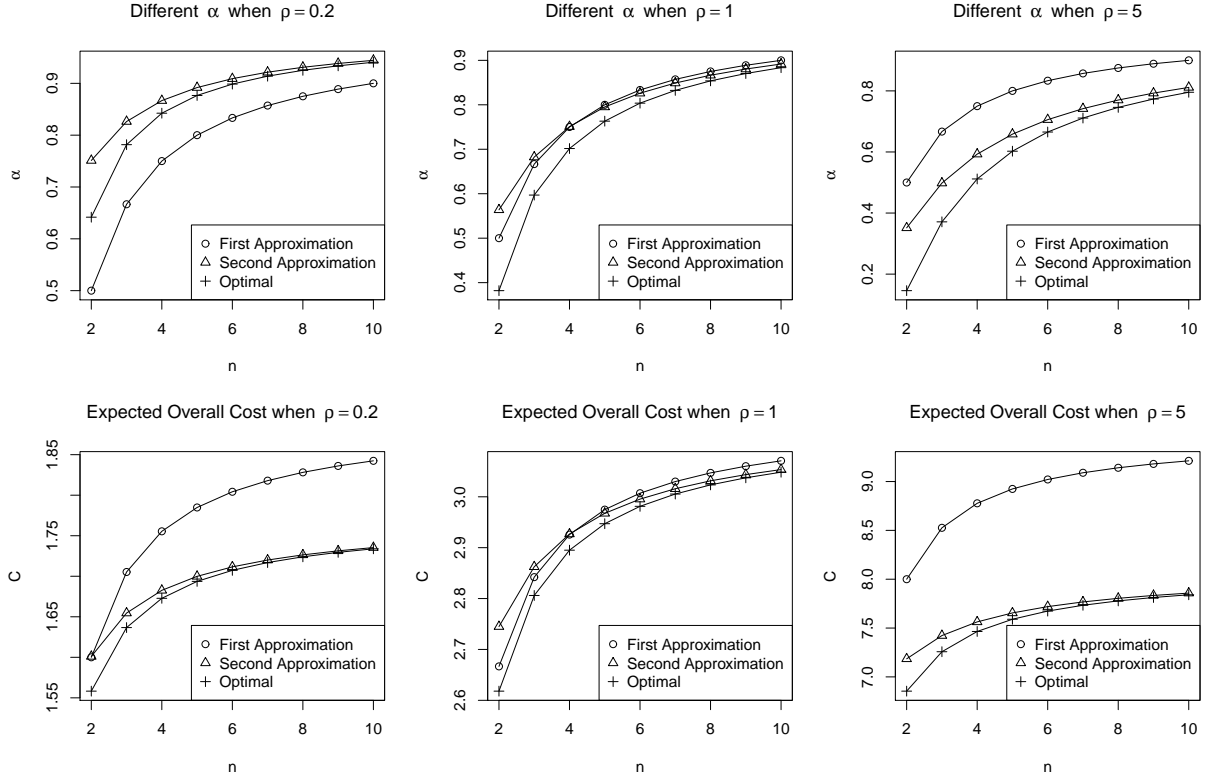 Different α when ρ = 0.2
α
0.5 0.6 0.7 0.8 0.9
2 4 6 8 10
n
First Approximation
Second Approximation
Optimal
Different α when ρ = 1
α
0.4 0.5 0.6 0.7 0.8 0.9
2 4 6 8 10
n
First Approximation
Second Approximation
Optimal
Different α when ρ = 5
α
0.2 0.4 0.6 0.8
2 4 6 8 10
n
First Approximation
Second Approximation
Optimal
Expected Overall Cost when ρ = 0.2
C
1.55 1.65 1.75 1.85
2 4 6 8 10
n
First Approximation
Second Approximation
Optimal
Expected Overall Cost when ρ = 1
C
2.6 2.7 2.8 2.9 3.0
2 4 6 8 10
n
First Approximation
Second Approximation
Optimal
Expected Overall Cost when ρ = 5
C
7.0 7.5 8.0 8.5 9.0
2 4 6 8 10
n
First Approximation
Second Approximation
Optimal